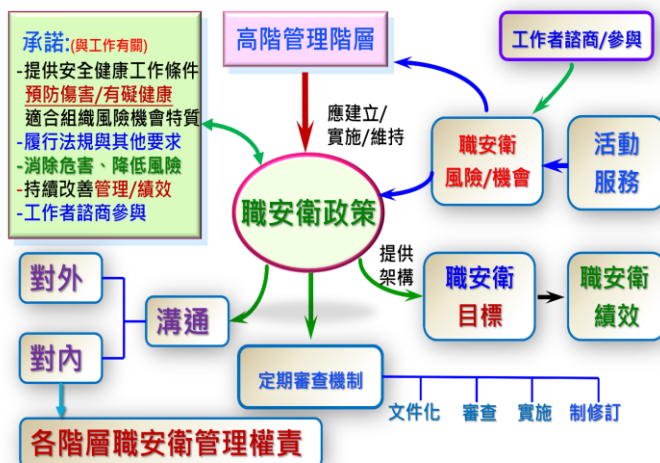 承諾:(與工作有關)
-提供安全健康工作條件
預防傷害/有礙健康
適合組織風險機會特質
-履行法規與其他要求
-消除危害、降低風險
-持續改善管理/績效
-工作者諮商參與
高階管理階層
工作者諮商/參與
應建立/
實施/維持
職安衛
風險/機會
活動
服務
職安衛政策
提供
架構
對外
對內
溝通
職安衛
目標
職安衛
績效
定期審查機制
文件化
審查
實施
制修訂
各階層職安衛管理權責